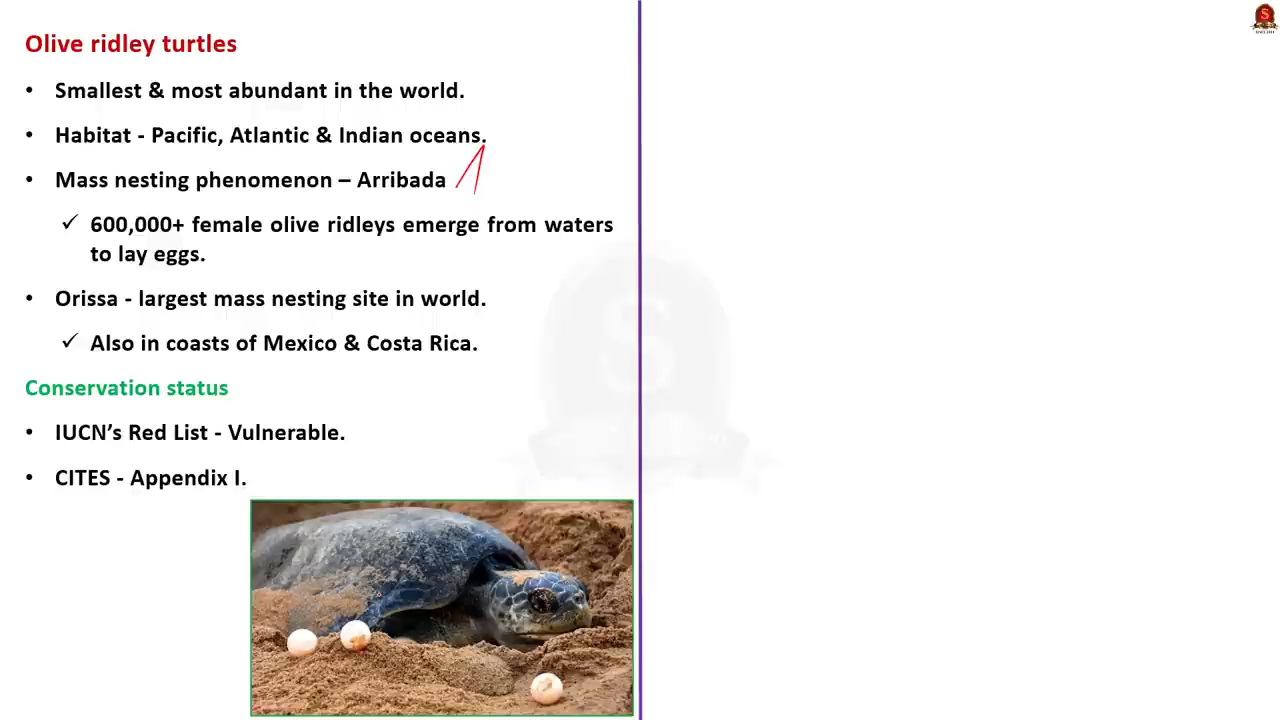 Olive ridley turtles
• Smallest & most abundant in the world.
• Habitat - Pacific, Atlantic & Indian oceans.
• Mass nesting phenomenon – Arribada
✓ 600,000+ female olive ridleys emerge from waters
to lay eggs.
• Orissa - largest mass nesting site in world.
✓ Also in coasts of Mexico & Costa Rica.
Conservation status
• IUCN’s Red List - Vulnerable.
• CITES - Appendix I.
S